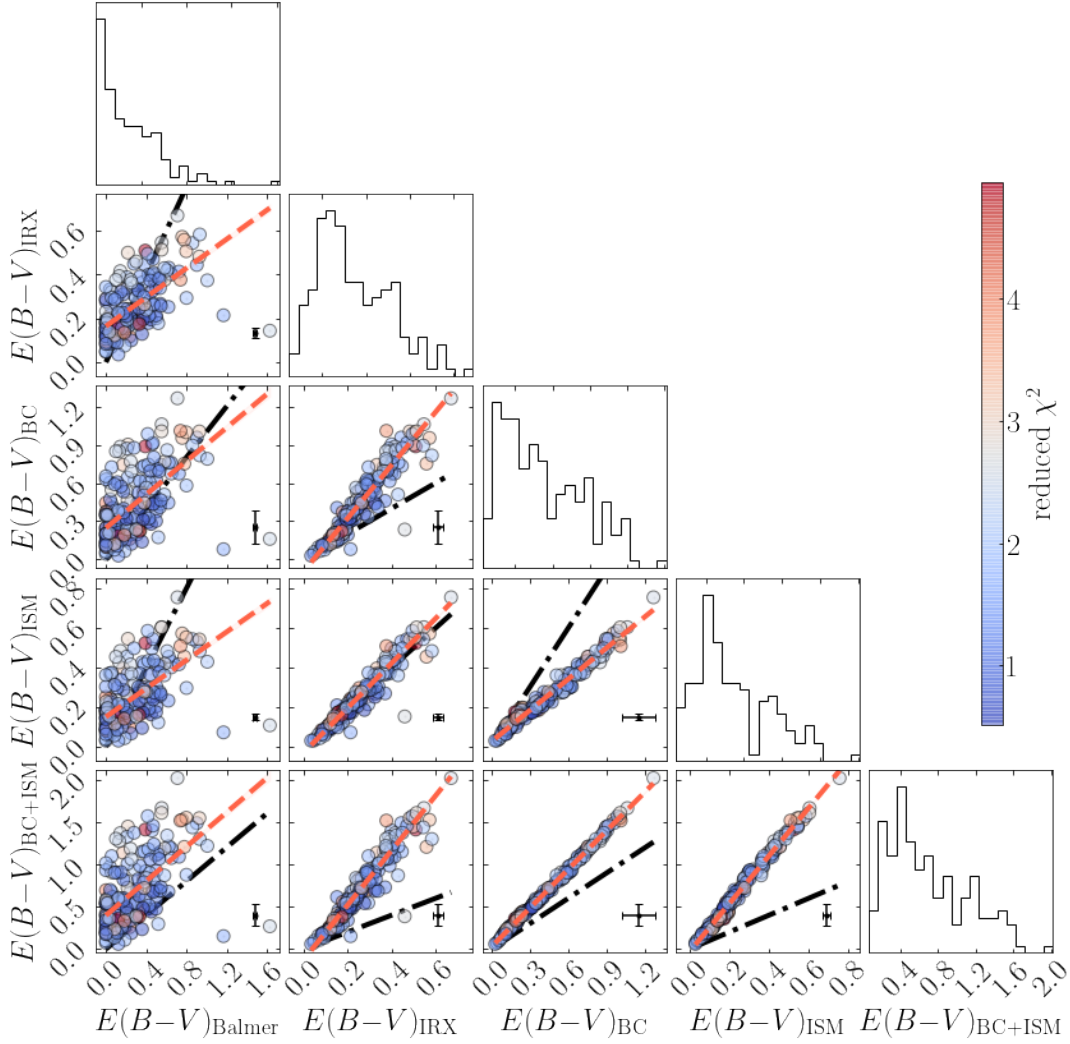 E(B−V)IRX
0.6
0.4
0.2
0.0
E(B−V)BC
1.2
0.9
0.6
0.3
0.0
E(B−V)ISM
0.8
0.6
0.4
0.2
0.0
E(B−V)BC+ISM
2.0
1.5
1.0
0.5
0.0
4
3
2
1
reduced χ²
0.0 0.4 0.8 1.2 1.6
0.0 0.2 0.4 0.6
0.0 0.3 0.6 0.9 1.2
0.0 0.2 0.4 0.6 0.8
0.4 0.8 1.2 1.6 2.0
E(B−V)Balmer
E(B−V)IRX
E(B−V)BC
E(B−V)ISM
E(B−V)BC+ISM